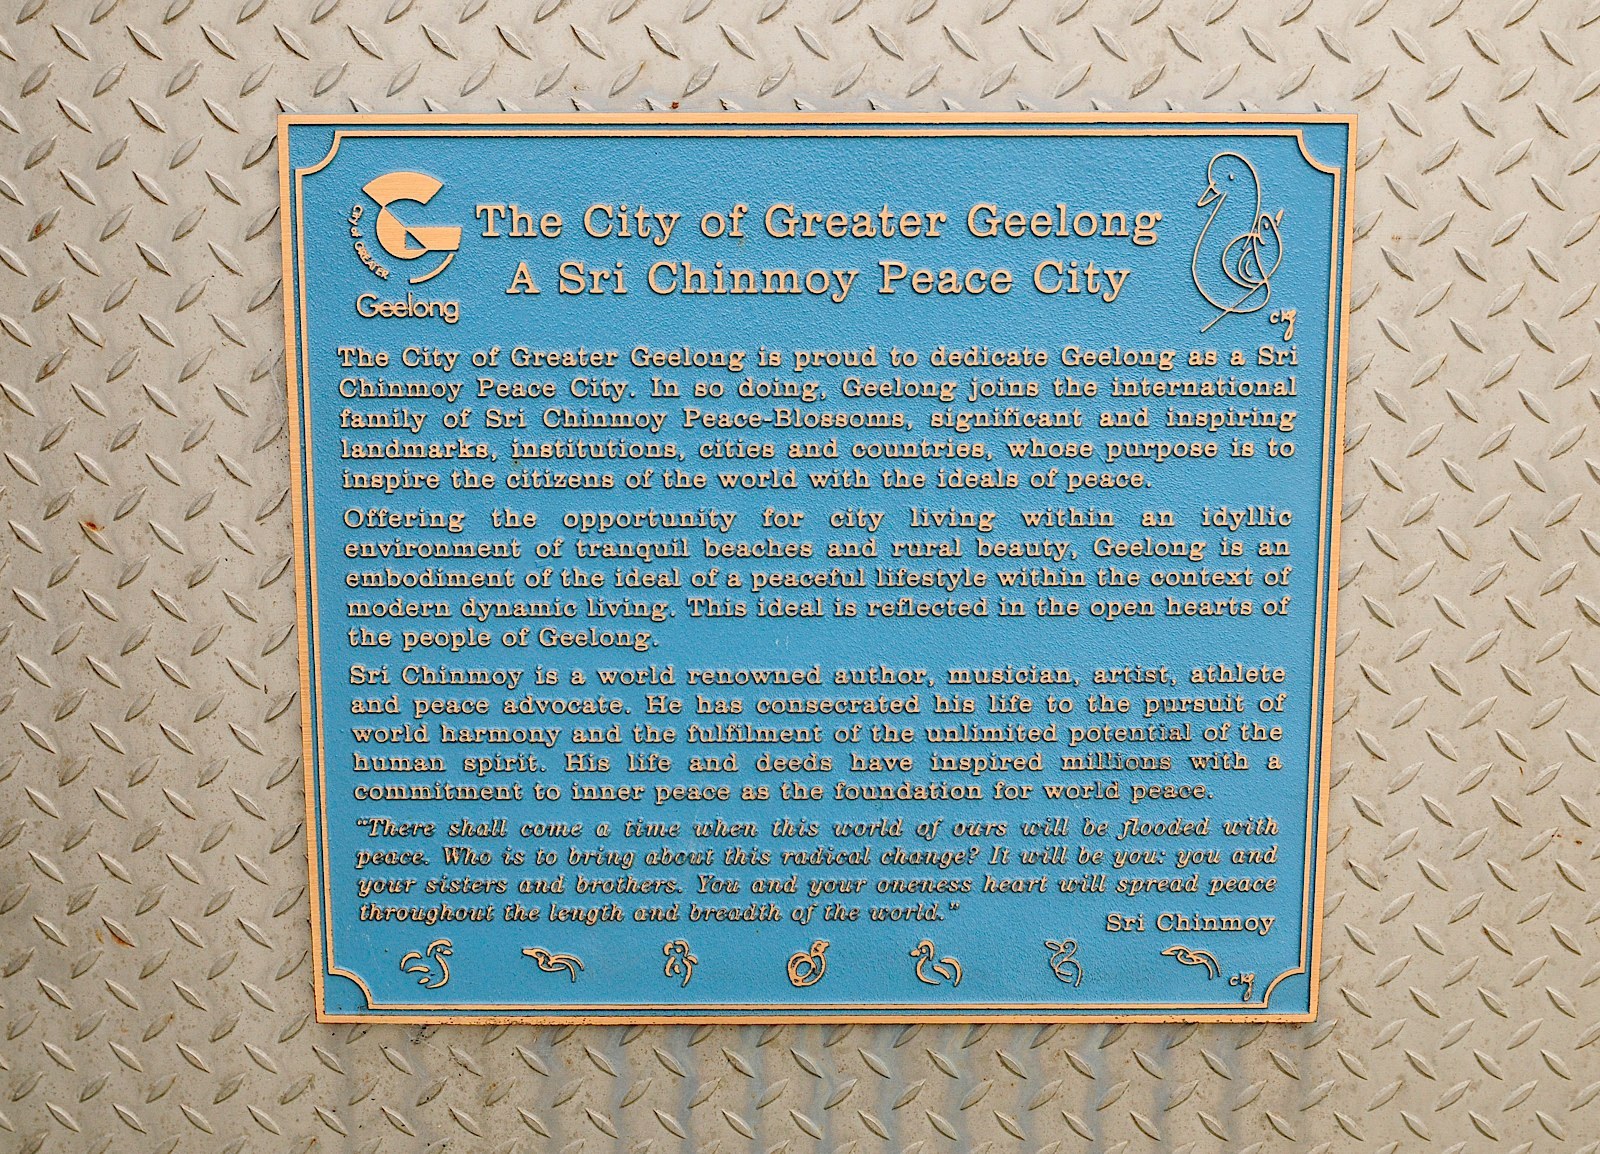 City of GREATER
Geelong
The City of Greater Geelong
A Sri Chinmoy Peace City
The City of Greater Geelong is proud to dedicate Geelong as a Sri
Chinmoy Peace City. In so doing, Geelong joins the international
family of Sri Chinmoy Peace-Blossoms, significant and inspiring
landmarks, institutions, cities and countries, whose purpose is to
inspire the citizens of the world with the ideals of peace.
Offering the opportunity for city living within an idyllic
environment of tranquil beaches and rural beauty, Geelong is an
embodiment of the ideal of a peaceful lifestyle within the context of
modern dynamic living. This ideal is reflected in the open hearts of
the people of Geelong.
Sri Chinmoy is a world renowned author, musician, artist, athlete
and peace advocate. He has consecrated his life to the pursuit of
world harmony and the fulfilment of the unlimited potential of the
human spirit. His life and deeds have inspired millions with a
commitment to inner peace as the foundation for world peace.
"There shall come a time when this world of ours will be flooded with
peace. Who is to bring about this radical change? It will be you: you and
your sisters and brothers. You and your oneness heart will spread peace
throughout the length and breadth of the world."
Sri Chinmoy